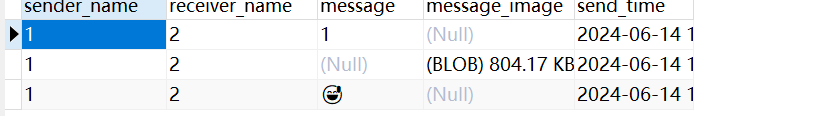 sender_name receiver_name message message_image send_time
1 2 1 (Null) 2024-06-14 1
1 2 (Null) (BLOB) 804.17 KB 2024-06-14 1
1 2 😅 (Null) 2024-06-14 1